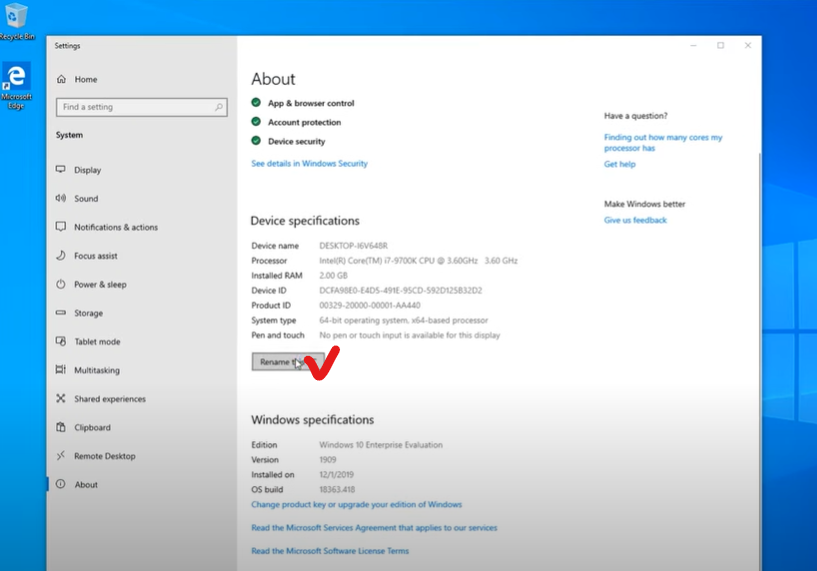 Recycle Bin
Microsoft
Edge
Settings
Home
Find a setting
System
Display
Sound
Notifications & actions
Focus assist
Power & sleep
Storage
Tablet mode
Multitasking
Shared experiences
Clipboard
Remote Desktop
About
About
App & browser control
Account protection
Device security
See details in Windows Security
Device specifications
Device name DESKTOP-I6V648R
Processor Intel(R) Core(TM) i7-9700K CPU @ 3.60GHz 3.60 GHz
Installed RAM 2.00 GB
Device ID DCFA98E0-E4D5-491E-95CD-592D125B32D2
Product ID 00329-20000-00001-AA440
System type 64-bit operating system, x64-based processor
Pen and touch No pen or touch input is available for this display
Rename
Windows specifications
Edition Windows 10 Enterprise Evaluation
Version 1909
Installed on 12/1/2019
OS build 18363.418
Change product key or upgrade your edition of Windows
Read the Microsoft Services Agreement that applies to our services
Read the Microsoft Software License Terms
Have a question?
Finding out how many cores my
processor has
Get help
Make Windows better
Give us feedback